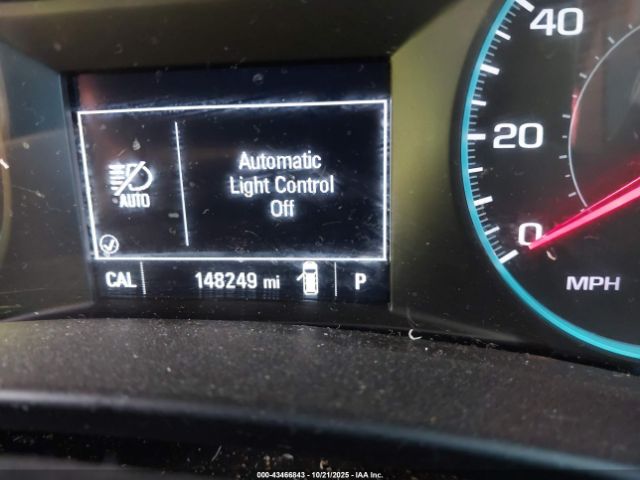 40
20
0
MPH
Automatic
Light Control
Off
AUTO
CAL 148249 mi P
000-43466843 - 10/21/2025 - IAA Inc.